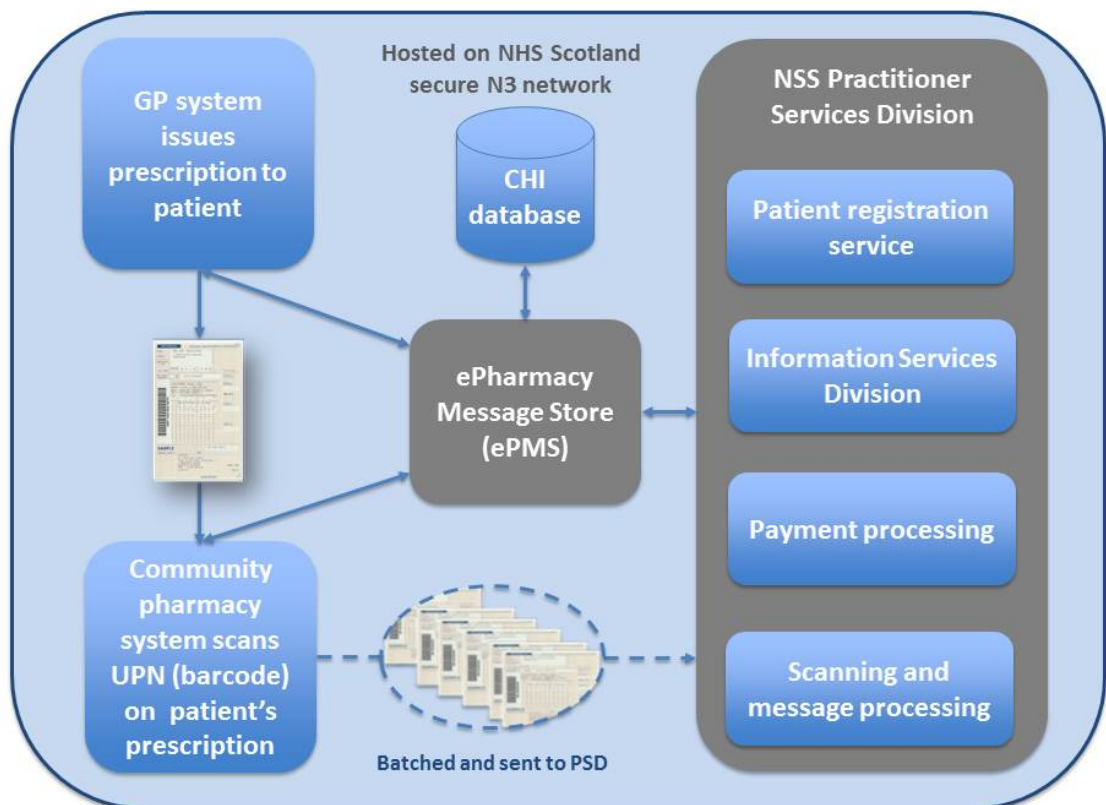 GP system
issues
prescription to
patient
Hosted on NHS Scotland
secure N3 network
CHI
database
NSS Practitioner
Services Division
Patient registration
service
ePharmacy
Message Store
(ePMS)
Information Services
Division
Payment processing
Community
pharmacy
system scans
UPN (barcode)
on patient's
prescription
Scanning and
message processing
Batched and sent to PSD